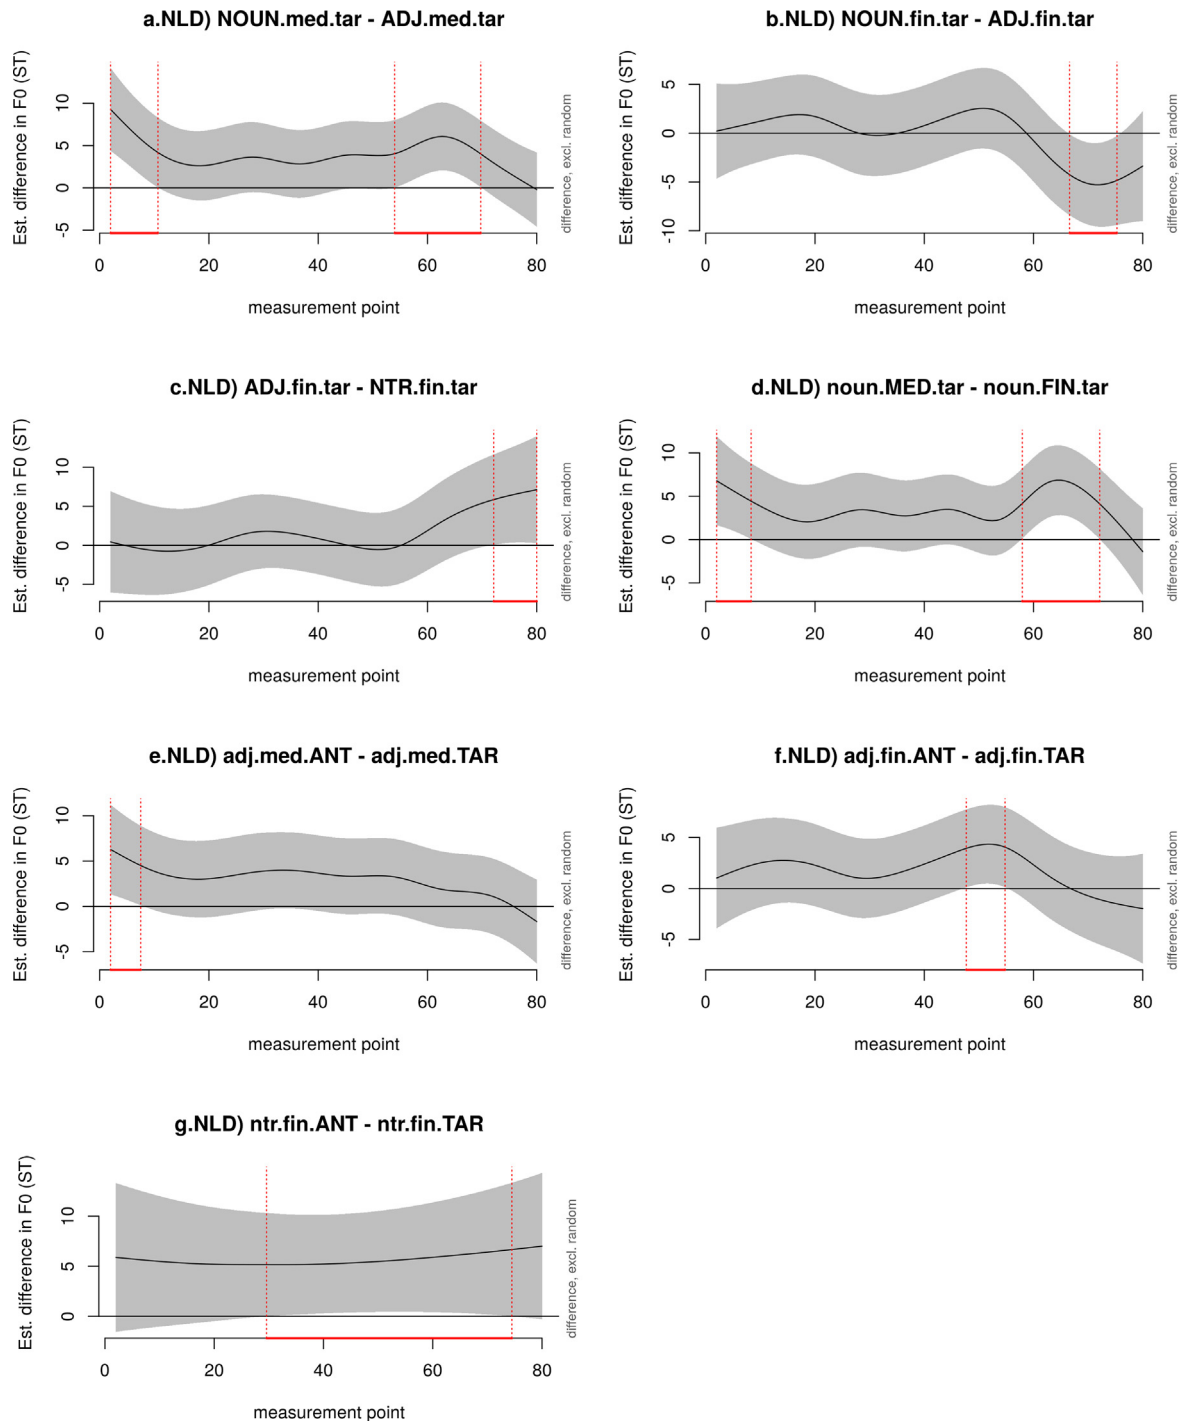 a.NLD) NOUN.med.tar - ADJ.med.tar
Est. difference in F0 (ST)
10
5
0
-5
0 20 40 60 80
measurement point
difference, excl. random
b.NLD) NOUN.fin.tar - ADJ.fin.tar
Est. difference in F0 (ST)
5
0
-5
-10
0 20 40 60 80
measurement point
difference, excl. random
c.NLD) ADJ.fin.tar - NTR.fin.tar
Est. difference in F0 (ST)
10
5
0
-5
0 20 40 60 80
measurement point
difference, excl. random
d.NLD) noun.MED.tar - noun.FIN.tar
Est. difference in F0 (ST)
10
5
0
-5
0 20 40 60 80
measurement point
difference, excl. random
e.NLD) adj.med.ANT - adj.med.TAR
Est. difference in F0 (ST)
10
5
0
-5
0 20 40 60 80
measurement point
difference, excl. random
f.NLD) adj.fin.ANT - adj.fin.TAR
Est. difference in F0 (ST)
5
0
-5
0 20 40 60 80
measurement point
difference, excl. random
g.NLD) ntr.fin.ANT - ntr.fin.TAR
Est. difference in F0 (ST)
10
5
0
0 20 40 60 80
measurement point
difference, excl. random